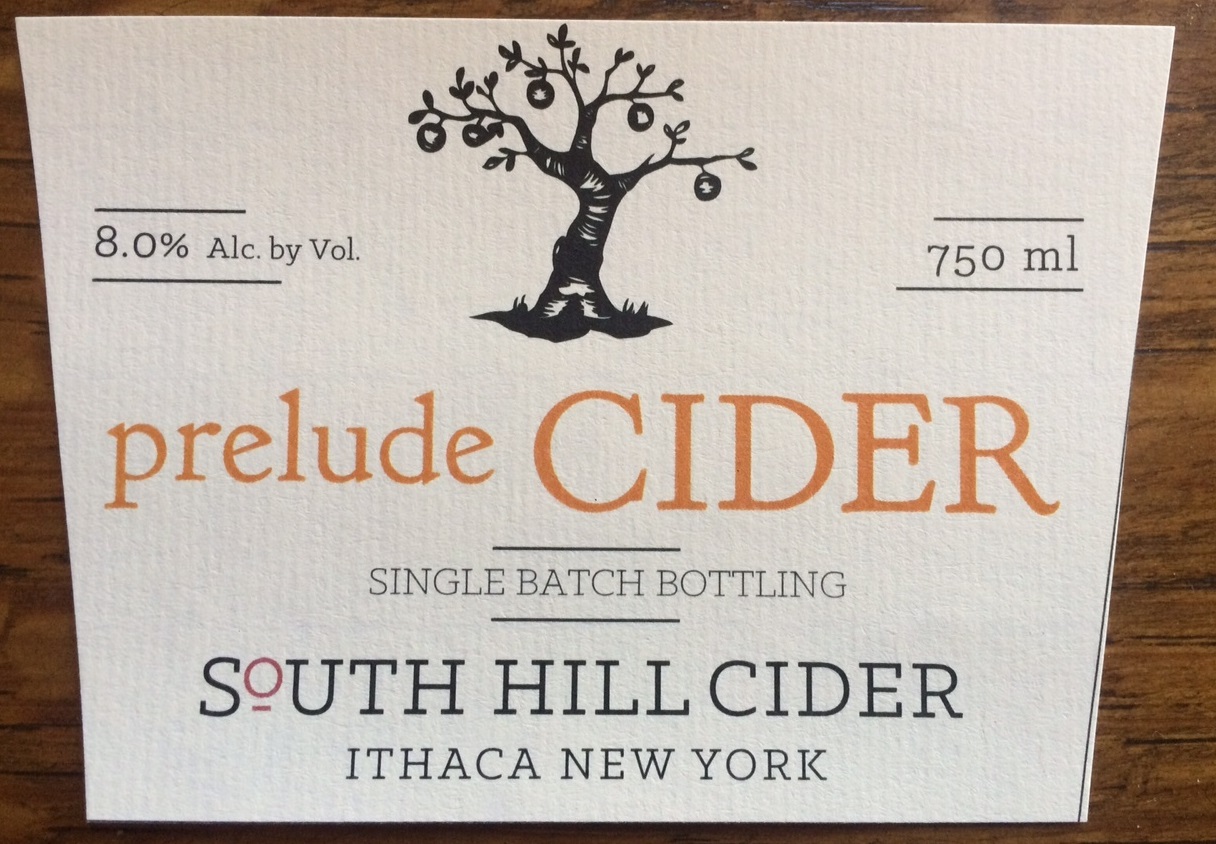 8.0% Alc. by Vol.
750 ml
prelude CIDER
SINGLE BATCH BOTTLING
SOUTH HILL CIDER
ITHACA NEW YORK